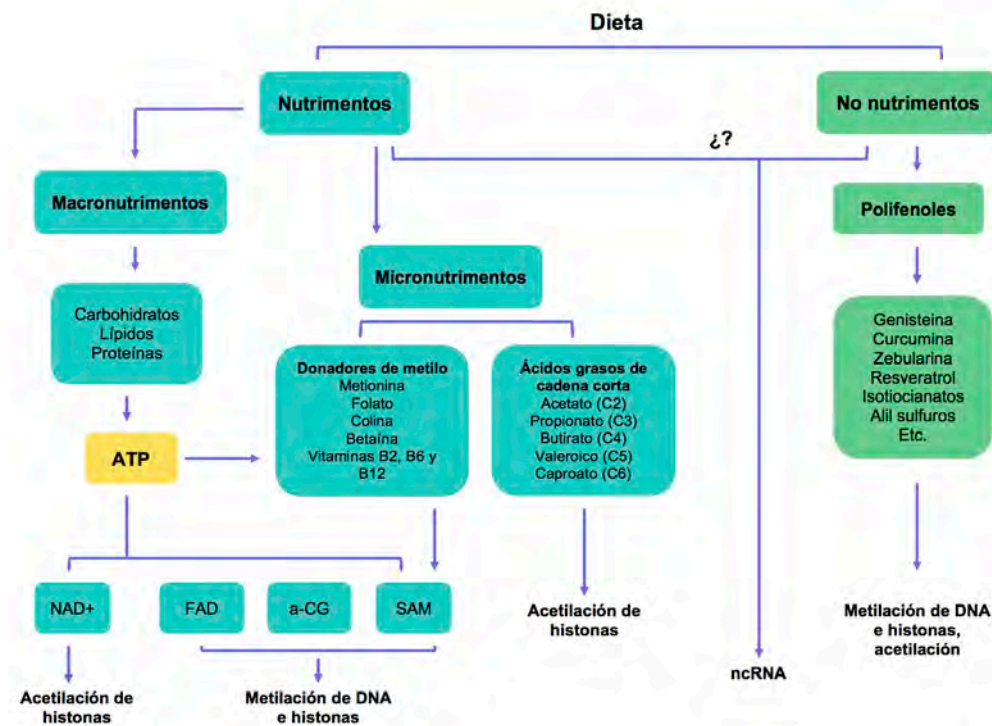 Dieta
Nutrimentos
No nutrimentos
¿?
Macronutrimentos
Polifenoles
Micronutrimentos
Carbohidratos
Lípidos
Proteínas
Donadores de metilo
Metionina
Folato
Colina
Betaína
Vitaminas B2, B6 y
B12
Ácidos grasos de
cadena corta
Acetato (C2)
Propionato (C3)
Butirato (C4)
Valeroico (C5)
Caproato (C6)
Genisteina
Curcumina
Zebularina
Resveratrol
Isotiocianatos
Alil sulfuros
Etc.
ATP
NAD+
FAD
a-CG
SAM
Acetilación de
histonas
Metilación de DNA
e histonas,
acetilación
ncRNA
Acetilación de
histonas
Metilación de DNA
e histonas